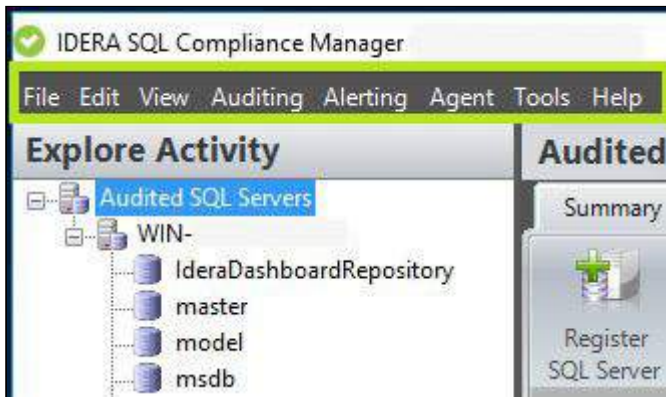 IDERA SQL Compliance Manager
File Edit View Auditing Alerting Agent Tools Help
Explore Activity
Audited
Audited SQL Servers
Summary
WIN-
IderaDashboardRepository
master
model
msdb
Register
SQL Server